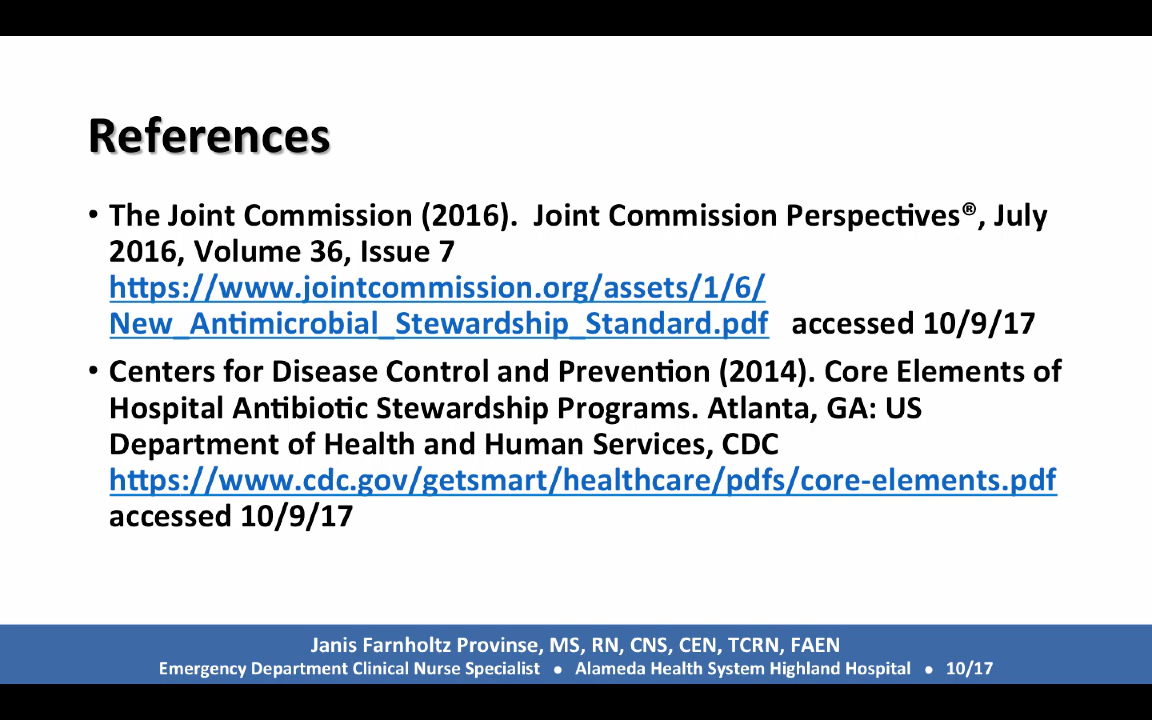 References
• The Joint Commission (2016).  Joint Commission Perspectives®, July
2016, Volume 36, Issue 7
https://www.jointcommission.org/assets/1/6/
New_Antimicrobial_Stewardship_Standard.pdf   accessed 10/9/17
• Centers for Disease Control and Prevention (2014). Core Elements of
Hospital Antibiotic Stewardship Programs. Atlanta, GA: US
Department of Health and Human Services, CDC
https://www.cdc.gov/getsmart/healthcare/pdfs/core-elements.pdf
accessed 10/9/17
Janis Farnholtz Provinse, MS, RN, CNS, CEN, TCRN, FAEN
Emergency Department Clinical Nurse Specialist • Alameda Health System Highland Hospital • 10/17